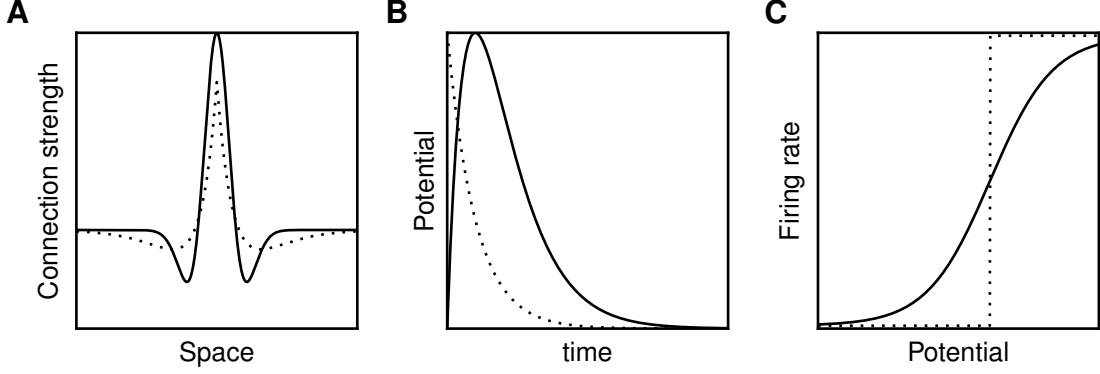 A
Connection strength
Space
B
Potential
time
C
Firing rate
Potential